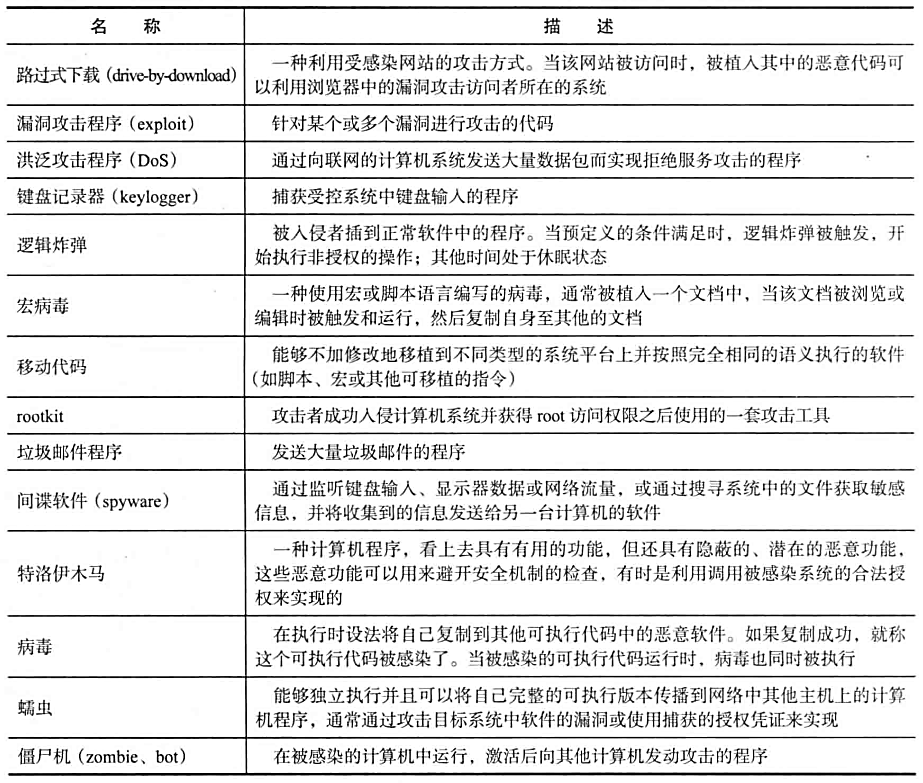 名 称 描 述
路过式下载（drive-by-download）
一种利用受感染网站的攻击方式。当该网站被访问时，被植入其中的恶意代码可
以利用浏览器中的漏洞攻击访问者所在的系统
漏洞攻击程序（exploit） 针对某个或多个漏洞进行攻击的代码
洪泛攻击程序（DoS） 通过向联网的计算机系统发送大量数据包而实现拒绝服务攻击的程序
键盘记录器（keylogger） 捕获受控系统中键盘输入的程序
逻辑炸弹
被入侵者插到正常软件中的程序。当预定义的条件满足时，逻辑炸弹被触发，开
始执行非授权的操作；其他时间处于休眠状态
宏病毒
一种使用宏或脚本语言编写的病毒，通常被植入一个文档中，当该文档被浏览或
编辑时被触发和运行，然后复制自身至其他的文档
移动代码
能够不加修改地移植到不同类型的系统平台上并按照完全相同的语义执行的软件
（如脚本、宏或其他可移植的指令）
rootkit 攻击者成功入侵计算机系统并获得 root 访问权限之后使用的一套攻击工具
垃圾邮件程序 发送大量垃圾邮件的程序
间谍软件（spyware）
通过监听键盘输入、显示器数据或网络流量，或通过搜寻系统中的文件获取敏感
信息，并将收集到的信息发送给另一台计算机的软件
特洛伊木马
一种计算机程序，看上去具有有用的功能，但还具有隐蔽的、潜在的恶意功能，
这些恶意功能可以用来避开安全机制的检查，有时是利用调用被感染系统的合法授
权来实现的
病毒
在执行时设法将自己复制到其他可执行代码中的恶意软件。如果复制成功，就称
这个可执行代码被感染了。当被感染的可执行代码运行时，病毒也同时被执行
蠕虫
能够独立执行并且可以将自己完整的可执行版本传播到网络中其他主机上的计算
机程序，通常通过攻击目标系统中软件的漏洞或使用捕获的授权凭证来实现
僵尸机（zombie、bot） 在被感染的计算机中运行，激活后向其他计算机发动攻击的程序